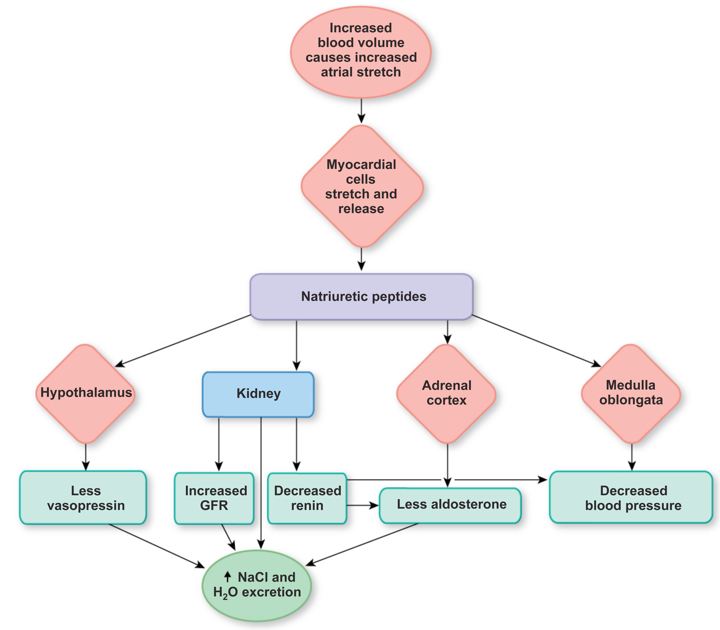 Increased
blood volume
causes increased
atrial stretch
Myocardial
cells
stretch and
release
Natriuretic peptides
Hypothalamus
Kidney
Adrenal
cortex
Medulla
oblongata
Less
vasopressin
Increased
GFR
Decreased
renin
Less aldosterone
Decreased
blood pressure
↑ NaCl and
H₂O excretion